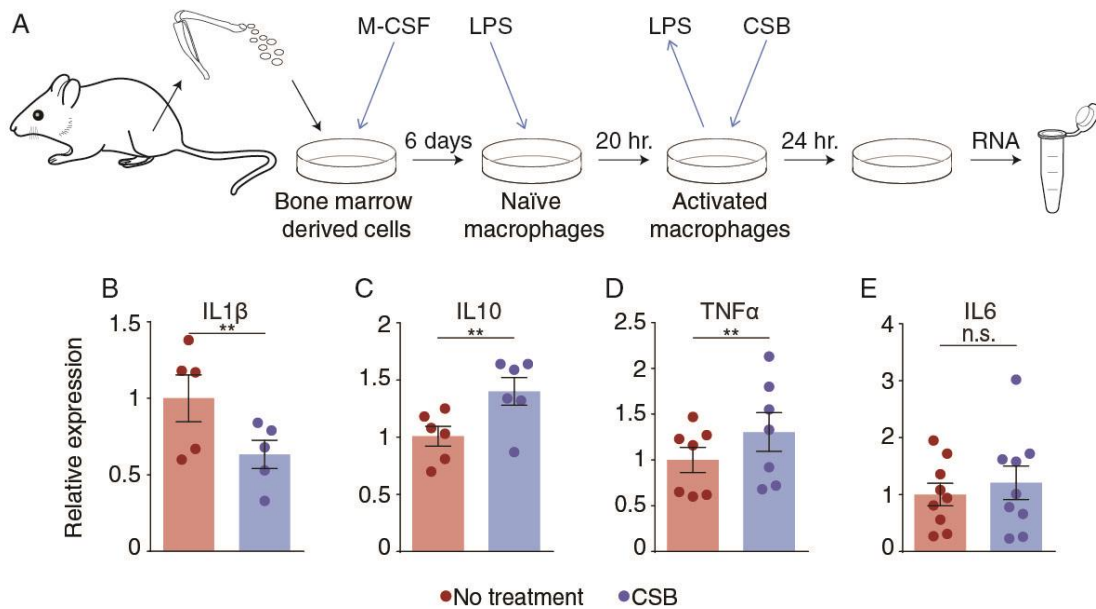 A
M-CSF LPS LPS CSB
6 days 20 hr. 24 hr. RNA
Bone marrow
derived cells
Naïve
macrophages
Activated
macrophages
B
IL1β
**
1.5
1
0.5
0
Relative expression
C
IL10
**
2
1.5
1
0.5
0
D
TNFα
**
2.5
2
1.5
1
0.5
0
E
IL6
n.s.
4
3
2
1
0
No treatment CSB